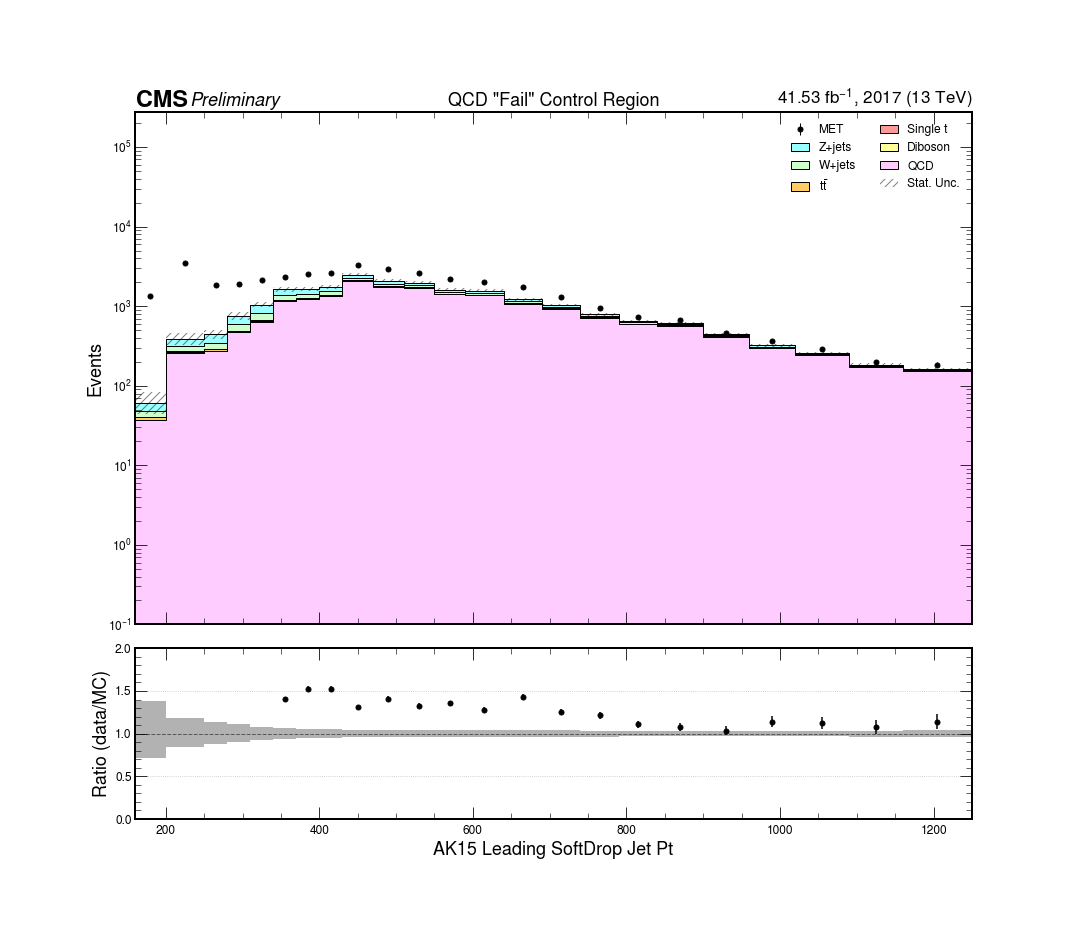 CMS Preliminary QCD "Fail" Control Region 41.53 fb⁻¹, 2017 (13 TeV)
MET
Z+jets
W+jets
tt̄
Single t
Diboson
QCD
Stat. Unc.
Events
10⁵
10⁴
10³
10²
10¹
10⁰
10⁻¹
Ratio (data/MC)
2.0
1.5
1.0
0.5
0.0
200 400 600 800 1000 1200
AK15 Leading SoftDrop Jet Pt